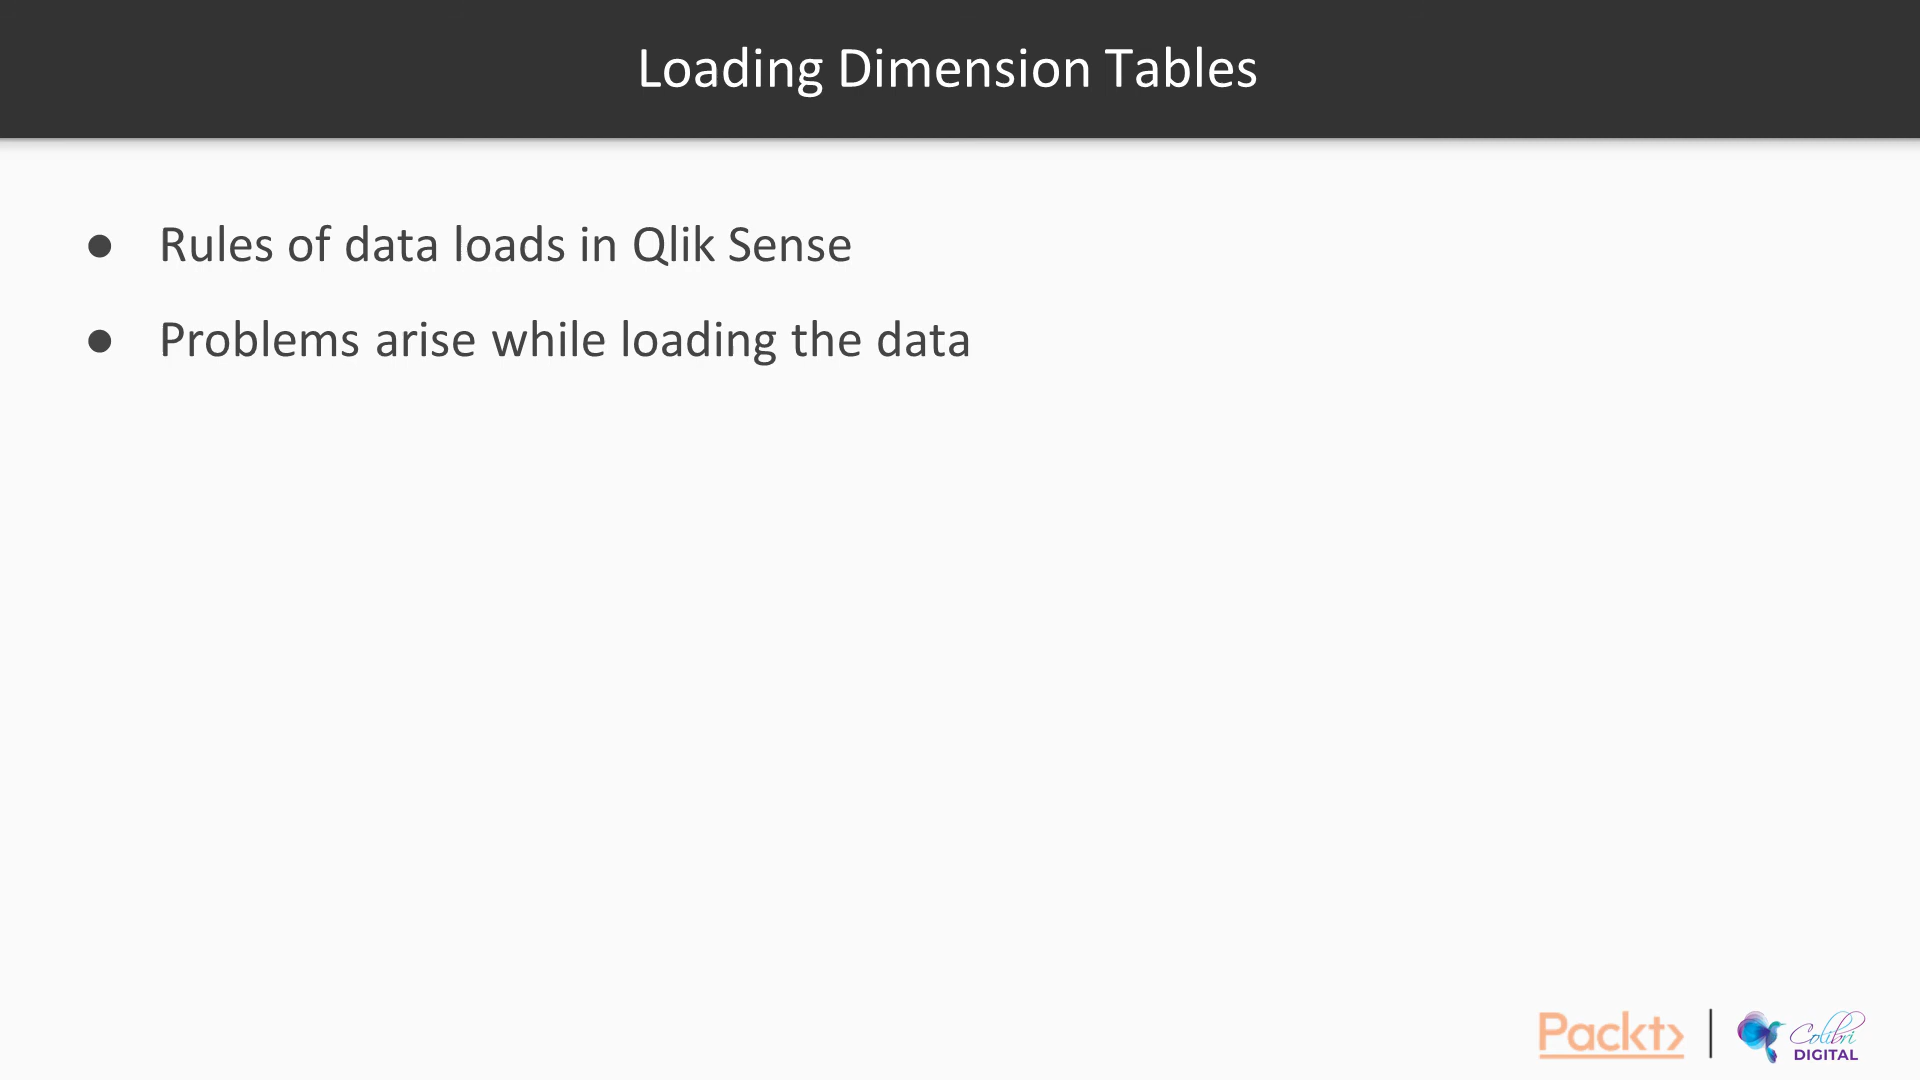 Loading Dimension Tables
● Rules of data loads in Qlik Sense
● Problems arise while loading the data
Packt>
Colibri
DIGITAL